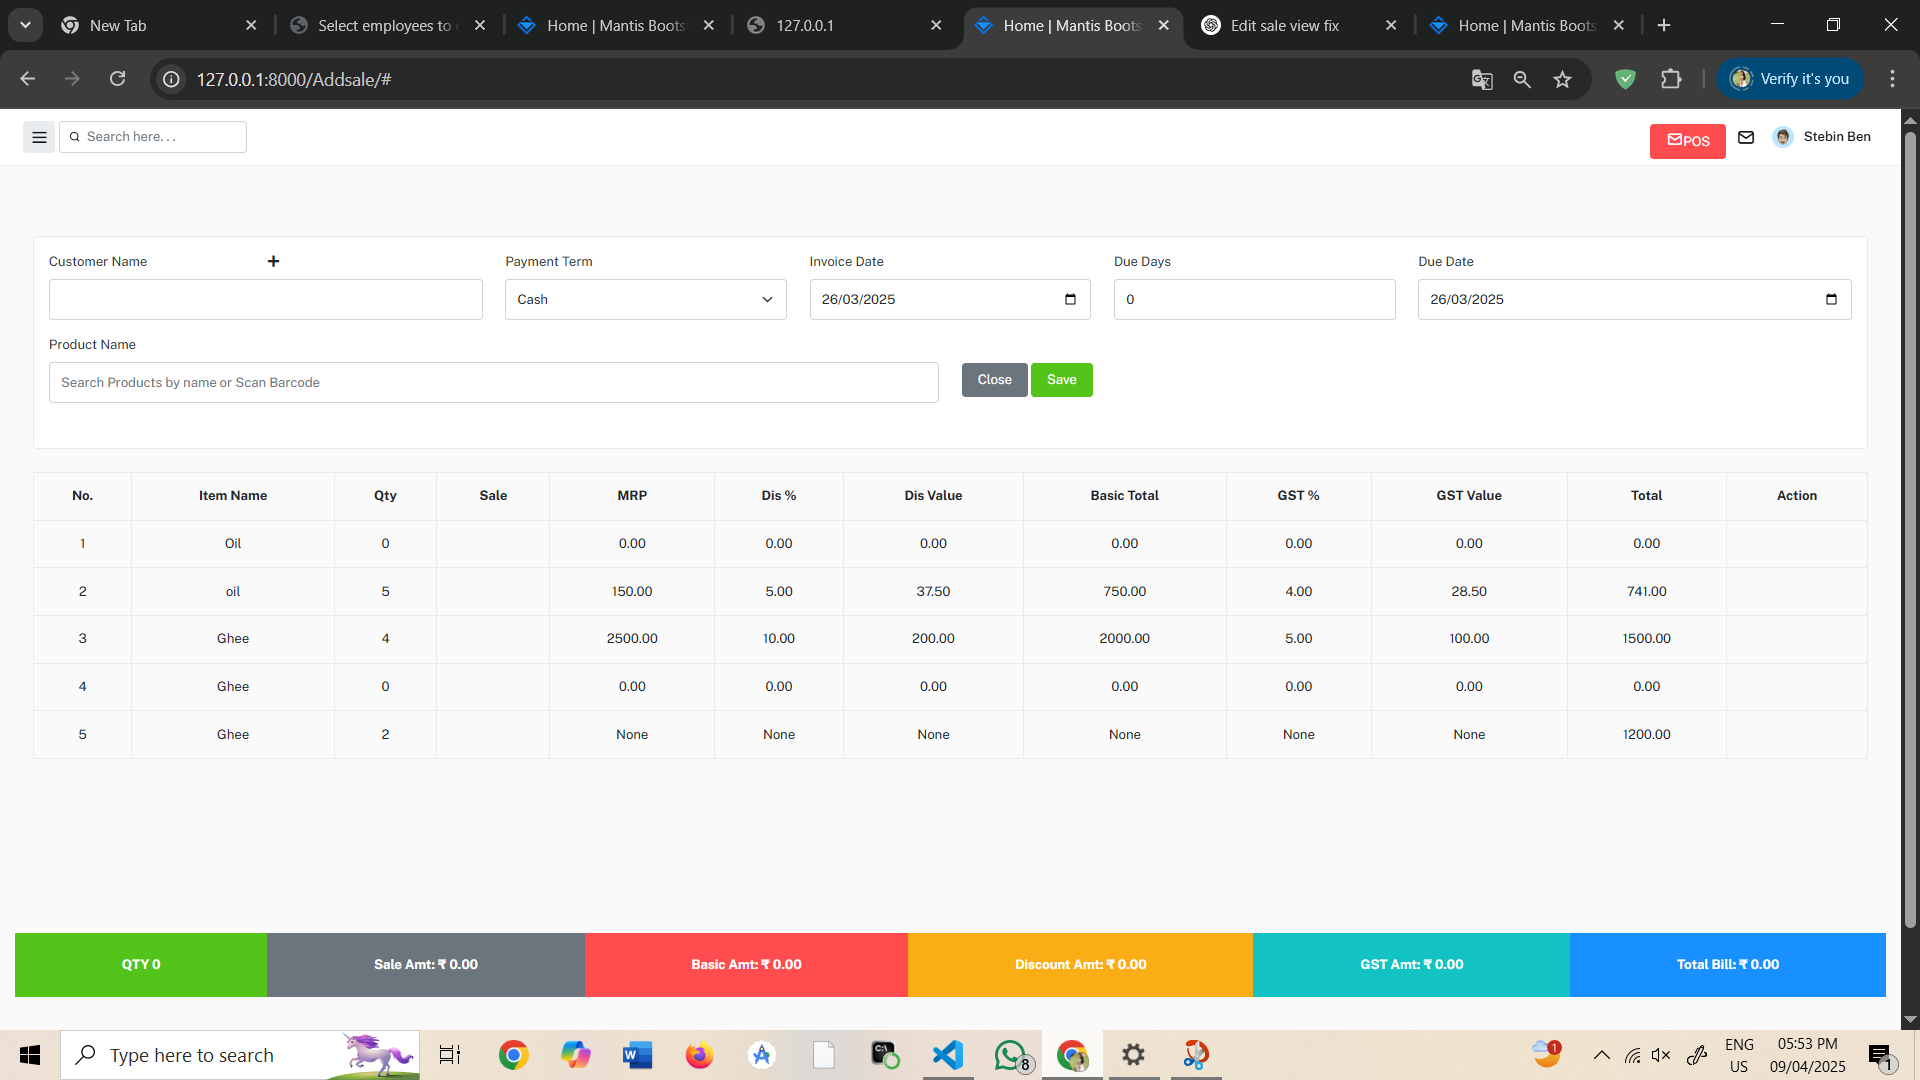 New Tab
Select employees to
Home | Mantis Boots
127.0.0.1
Home | Mantis Boots
Edit sale view fix
Home | Mantis Boots
127.0.0.1:8000/Addsale/#
Verify it's you
Search here. . .
POS
Stebin Ben
Customer Name
Payment Term
Invoice Date
Due Days
Due Date
Cash
26/03/2025
0
26/03/2025
Product Name
Search Products by name or Scan Barcode
Close
Save
No. Item Name Qty Sale MRP Dis % Dis Value Basic Total GST % GST Value Total Action
1 Oil 0 0.00 0.00 0.00 0.00 0.00 0.00 0.00
2 oil 5 150.00 5.00 37.50 750.00 4.00 28.50 741.00
3 Ghee 4 2500.00 10.00 200.00 2000.00 5.00 100.00 1500.00
4 Ghee 0 0.00 0.00 0.00 0.00 0.00 0.00 0.00
5 Ghee 2 None None None None None None 1200.00
QTY 0
Sale Amt: ₹ 0.00
Basic Amt: ₹ 0.00
Discount Amt: ₹ 0.00
GST Amt: ₹ 0.00
Total Bill: ₹ 0.00
Type here to search
8
1
ENG
US
05:53 PM
09/04/2025
1